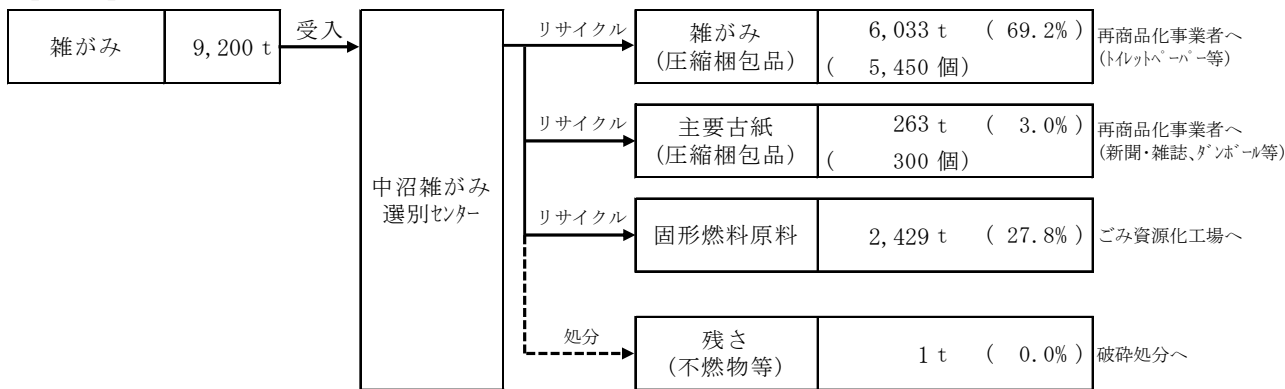 雑がみ 9,200 t
受入
中沼雑がみ
選別ｾﾝﾀｰ
リサイクル
雑がみ
(圧縮梱包品)
6,033 t ( 69.2%)
( 5,450 個)
再商品化事業者へ
(ﾄｲﾚｯﾄﾍﾟｰﾊﾟｰ等)
リサイクル
主要古紙
(圧縮梱包品)
263 t ( 3.0%)
( 300 個)
再商品化事業者へ
(新聞・雑誌、ﾀﾞﾝﾎﾞｰﾙ等)
リサイクル
固形燃料原料
2,429 t ( 27.8%)
ごみ資源化工場へ
処分
残さ
(不燃物等)
1 t ( 0.0%)
破砕処分へ